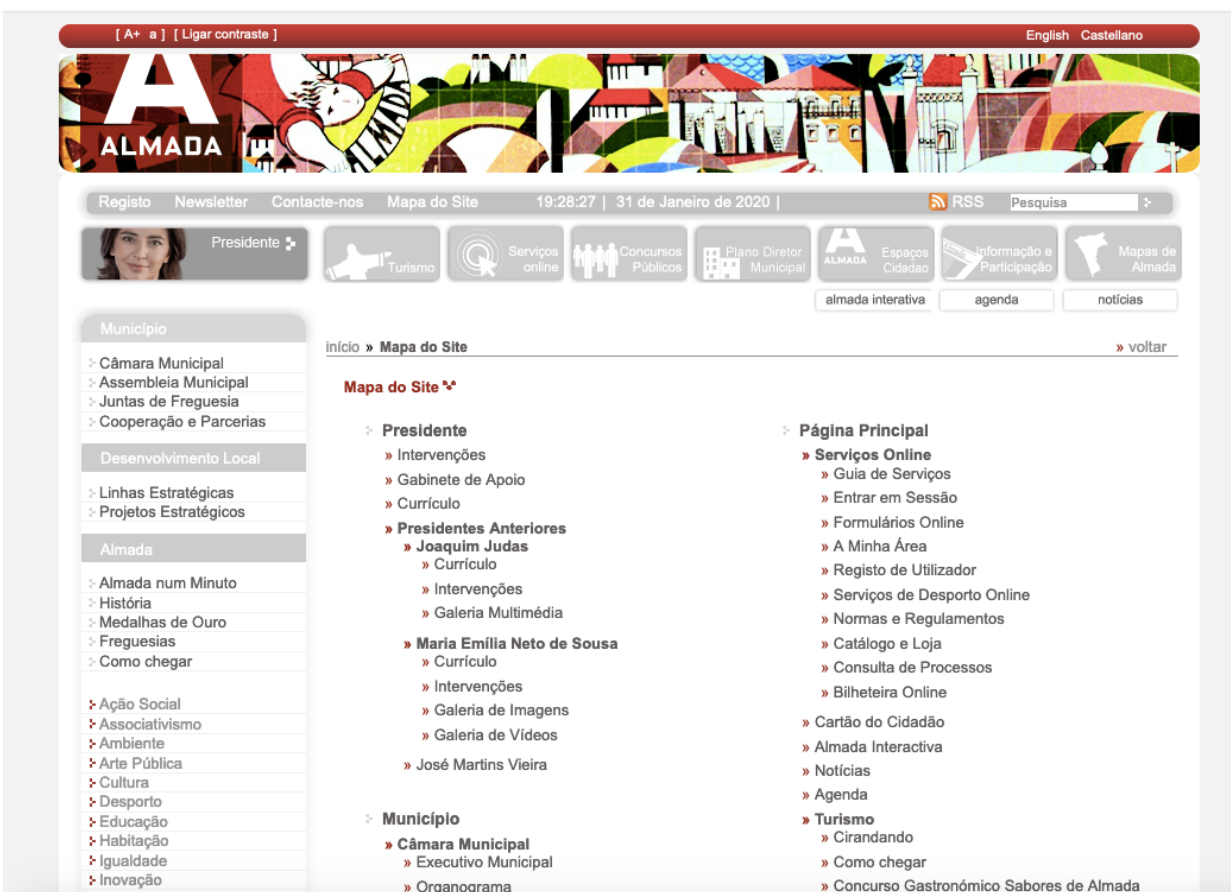 [ A+ a ] [ Ligar contraste ]
English Castellano
A
ALMADA
ALMADA
Registo Newsletter Contacte-nos Mapa do Site 19:28:27 | 31 de Janeiro de 2020 | RSS Pesquisa
Presidente
Turismo
Serviços
online
Concursos
Públicos
Plano Diretor
Municipal
ALMADA
Espaços
Cidadao
Informação e
Participação
Mapas de
Almada
almada interativa agenda notícias
Município
Câmara Municipal
Assembleia Municipal
Juntas de Freguesia
Cooperação e Parcerias
Desenvolvimento Local
Linhas Estratégicas
Projetos Estratégicos
Almada
Almada num Minuto
História
Medalhas de Ouro
Freguesias
Como chegar
Ação Social
Associativismo
Ambiente
Arte Pública
Cultura
Desporto
Educação
Habitação
Igualdade
Inovação
início » Mapa do Site
» voltar
Mapa do Site
Presidente
» Intervenções
» Gabinete de Apoio
» Currículo
» Presidentes Anteriores
» Joaquim Judas
» Currículo
» Intervenções
» Galeria Multimédia
» Maria Emília Neto de Sousa
» Currículo
» Intervenções
» Galeria de Imagens
» Galeria de Vídeos
» José Martins Vieira
Município
» Câmara Municipal
» Executivo Municipal
» Organograma
Página Principal
» Serviços Online
» Guia de Serviços
» Entrar em Sessão
» Formulários Online
» A Minha Área
» Registo de Utilizador
» Serviços de Desporto Online
» Normas e Regulamentos
» Catálogo e Loja
» Consulta de Processos
» Bilheteira Online
» Cartão do Cidadão
» Almada Interactiva
» Notícias
» Agenda
» Turismo
» Cirandando
» Como chegar
» Concurso Gastronómico Sabores de Almada